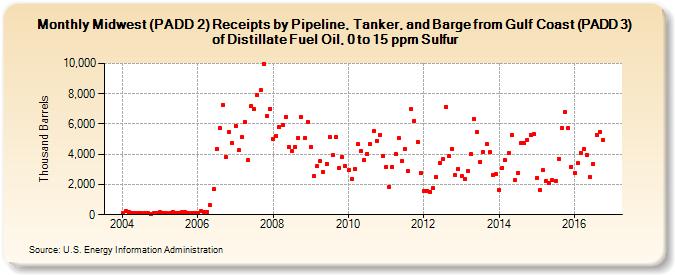 Monthly Midwest (PADD 2) Receipts by Pipeline, Tanker, and Barge from Gulf Coast (PADD 3)
of Distillate Fuel Oil, 0 to 15 ppm Sulfur
Thousand Barrels
10,000
8,000
6,000
4,000
2,000
0
2004 2006 2008 2010 2012 2014 2016
Source: U.S. Energy Information Administration